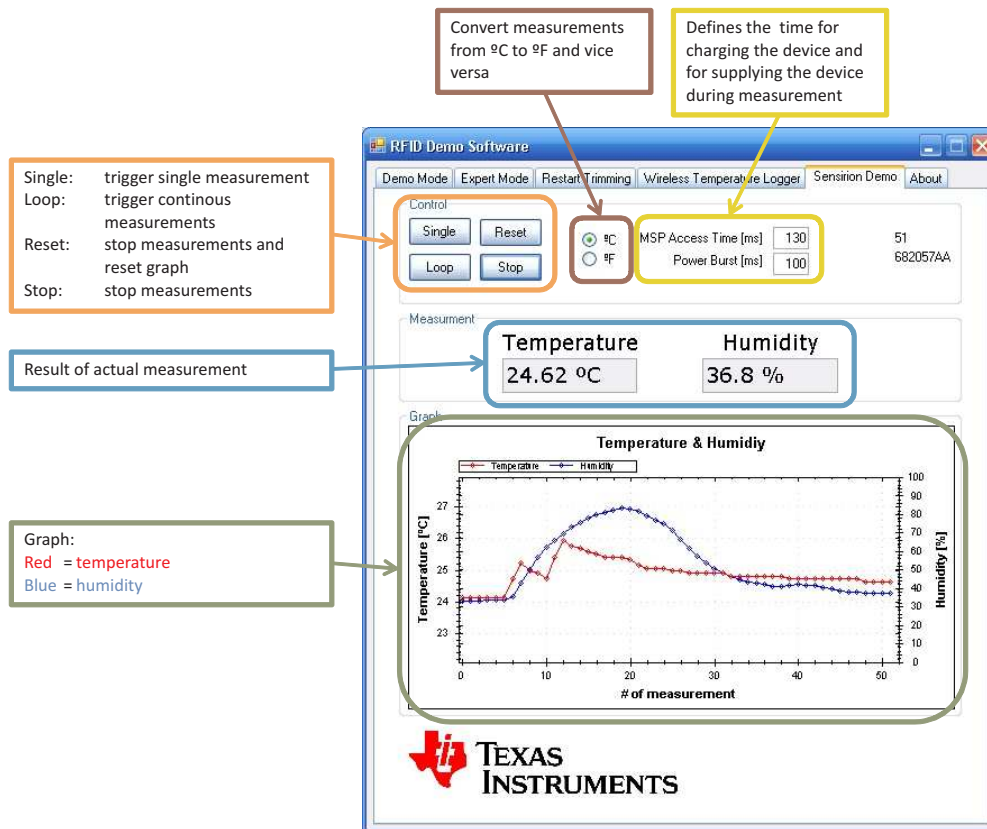 Convert measurements
from ºC to ºF and vice
versa
Defines the time for
charging the device and
for supplying the device
during measurement
Single: trigger single measurement
Loop: trigger continous
measurements
Reset: stop measurements and
reset graph
Stop: stop measurements
Result of actual measurement
Graph:
Red = temperature
Blue = humidity
RFID Demo Software
Demo Mode Expert Mode Restart Trimming Wireless Temperature Logger Sensirion Demo About
Control
Single Reset
Loop Stop
ºC
ºF
MSP Access Time [ms] 130
Power Burst [ms] 100
51
682057AA
Measurment
Temperature Humidity
24.62 ºC 36.8 %
Graph
Temperature & Humidiy
Temperature Humidity
Temperature [ºC]
27
26
25
24
23
100
90
80
70
60
50
40
30
20
10
0
Humidity [%]
0 10 20 30 40 50
# of measurement
TEXAS
INSTRUMENTS